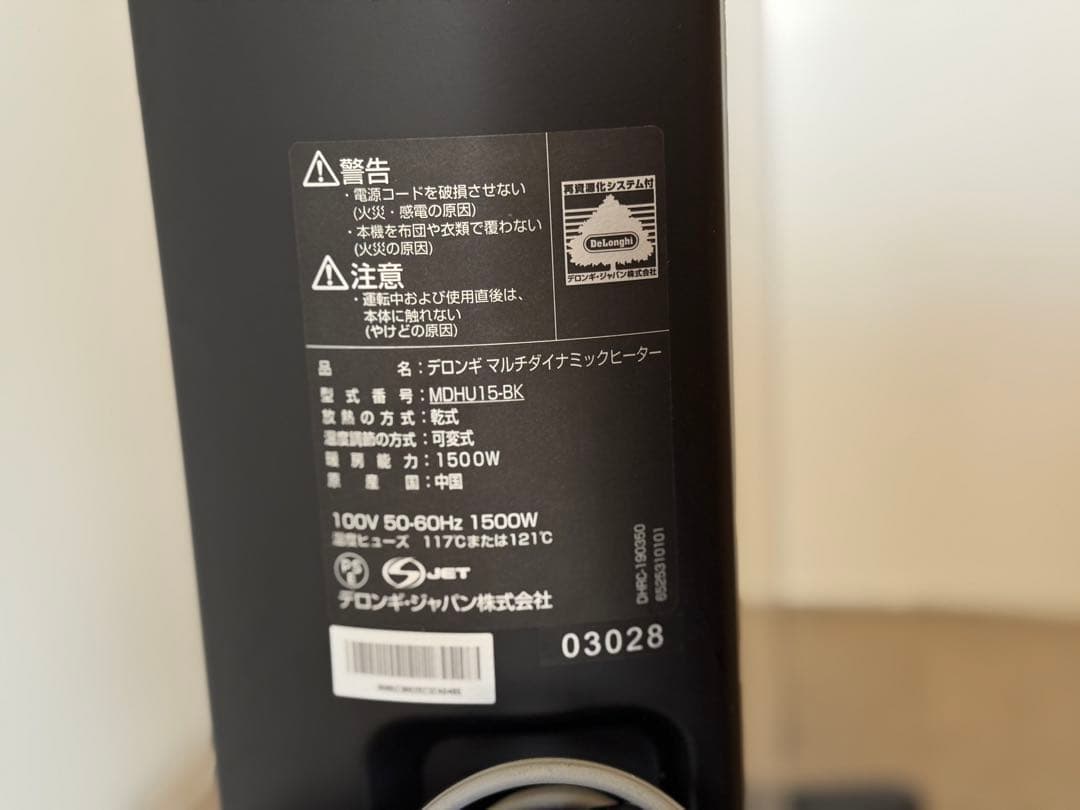 ⚠警告
・電源コードを破損させない
(火災・感電の原因)
・本機を布団や衣類で覆わない
(火災の原因)
⚠注意
・運転中および使用直後は、
本体に触れない
(やけどの原因)
再資源化システム付
DeLonghi
デロンギ・ジャパン株式会社
品名:デロンギ マルチダイナミックヒーター
型式番号:MDHU15-BK
放熱の方式:乾式
温度調節の方式:可変式
暖房能力:1500W
原産国:中国
100V 50-60Hz 1500W
温度ヒューズ 117℃または121℃
PS
E
JET
デロンギ・ジャパン株式会社
DHRC-190350
6525310101
03028